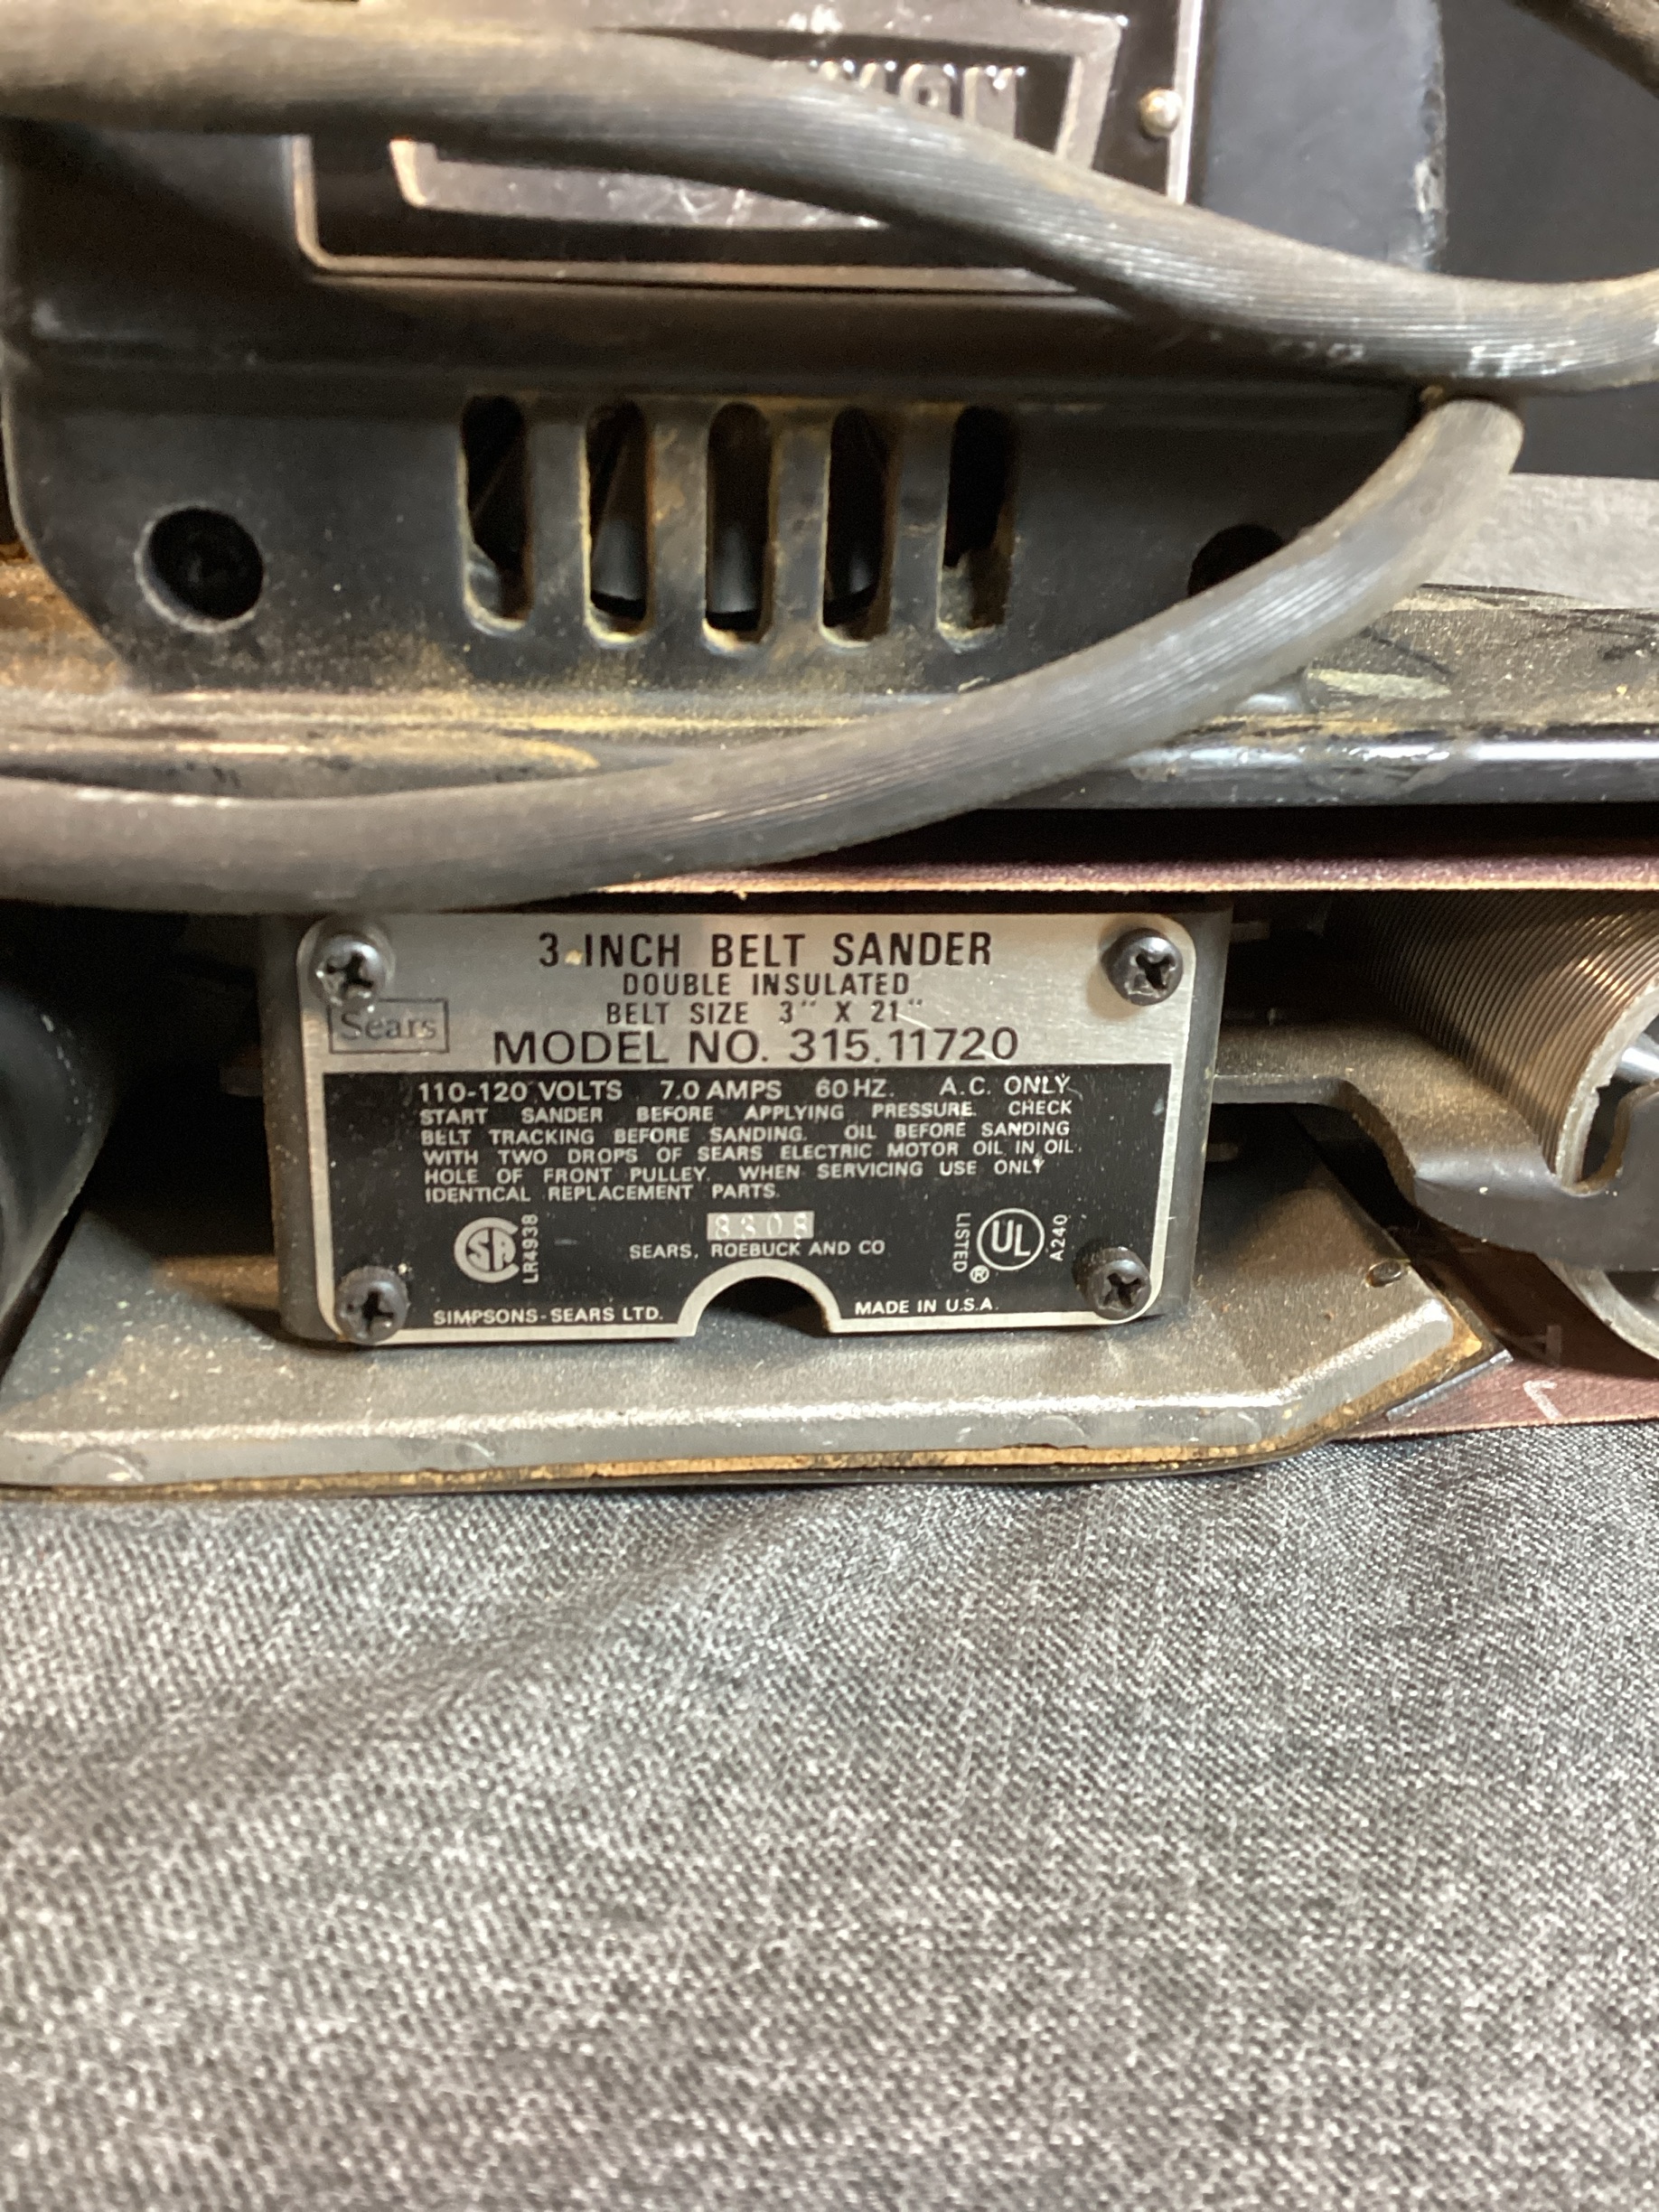 3-INCH BELT SANDER
DOUBLE INSULATED
BELT SIZE 3" X 21"
Sears
MODEL NO. 315.11720
110-120 VOLTS 7.0 AMPS 60 HZ. A.C. ONLY
START SANDER BEFORE APPLYING PRESSURE. CHECK
BELT TRACKING BEFORE SANDING. OIL BEFORE SANDING
WITH TWO DROPS OF SEARS ELECTRIC MOTOR OIL IN OIL
HOLE OF FRONT PULLEY. WHEN SERVICING USE ONLY
IDENTICAL REPLACEMENT PARTS.
SA LR4938
8308
SEARS, ROEBUCK AND CO
LISTED ® UL A240
SIMPSONS-SEARS LTD.
MADE IN U.S.A.